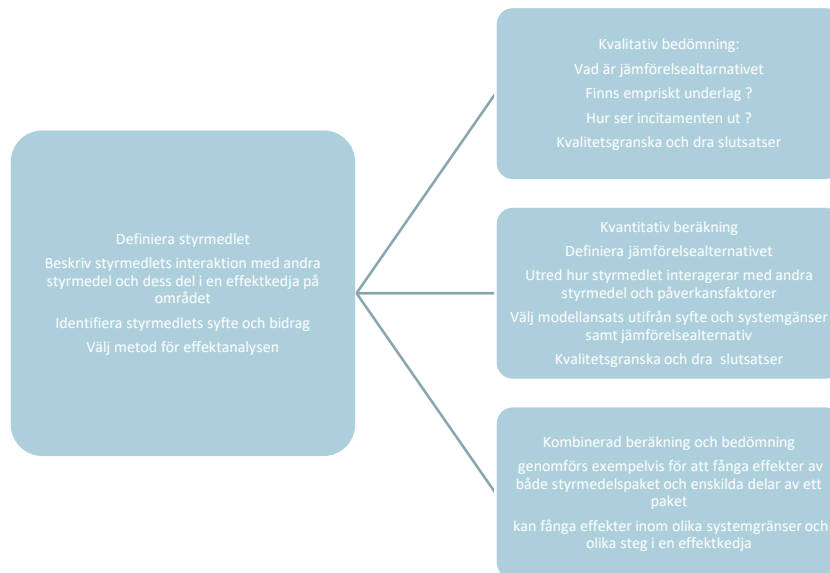 Definiera styrmedlet
Beskriv styrmedlets interaktion med andra
styrmedel och dess del i en effektkedja på
området
Identifiera styrmedlets syfte och bidrag
Välj metod för effektanalysen
Kvalitativ bedömning:
Vad är jämförelsealtarnativet
Finns empriskt underlag ?
Hur ser incitamenten ut ?
Kvalitetsgranska och dra slutsatser
Kvantitativ beräkning
Definiera jämförelsealternativet
Utred hur styrmedlet interagerar med andra
styrmedel och påverkansfaktorer
Välj modellansats utifrån syfte och systemgänser
samt jämförelsealternativ
Kvalitetsgranska och dra slutsatser
Kombinerad beräkning och bedömning
genomförs exempelvis för att fånga effekter av
både styrmedelspaket och enskilda delar av ett
paket
kan fånga effekter inom olika systemgränser och
olika steg i en effektkedja